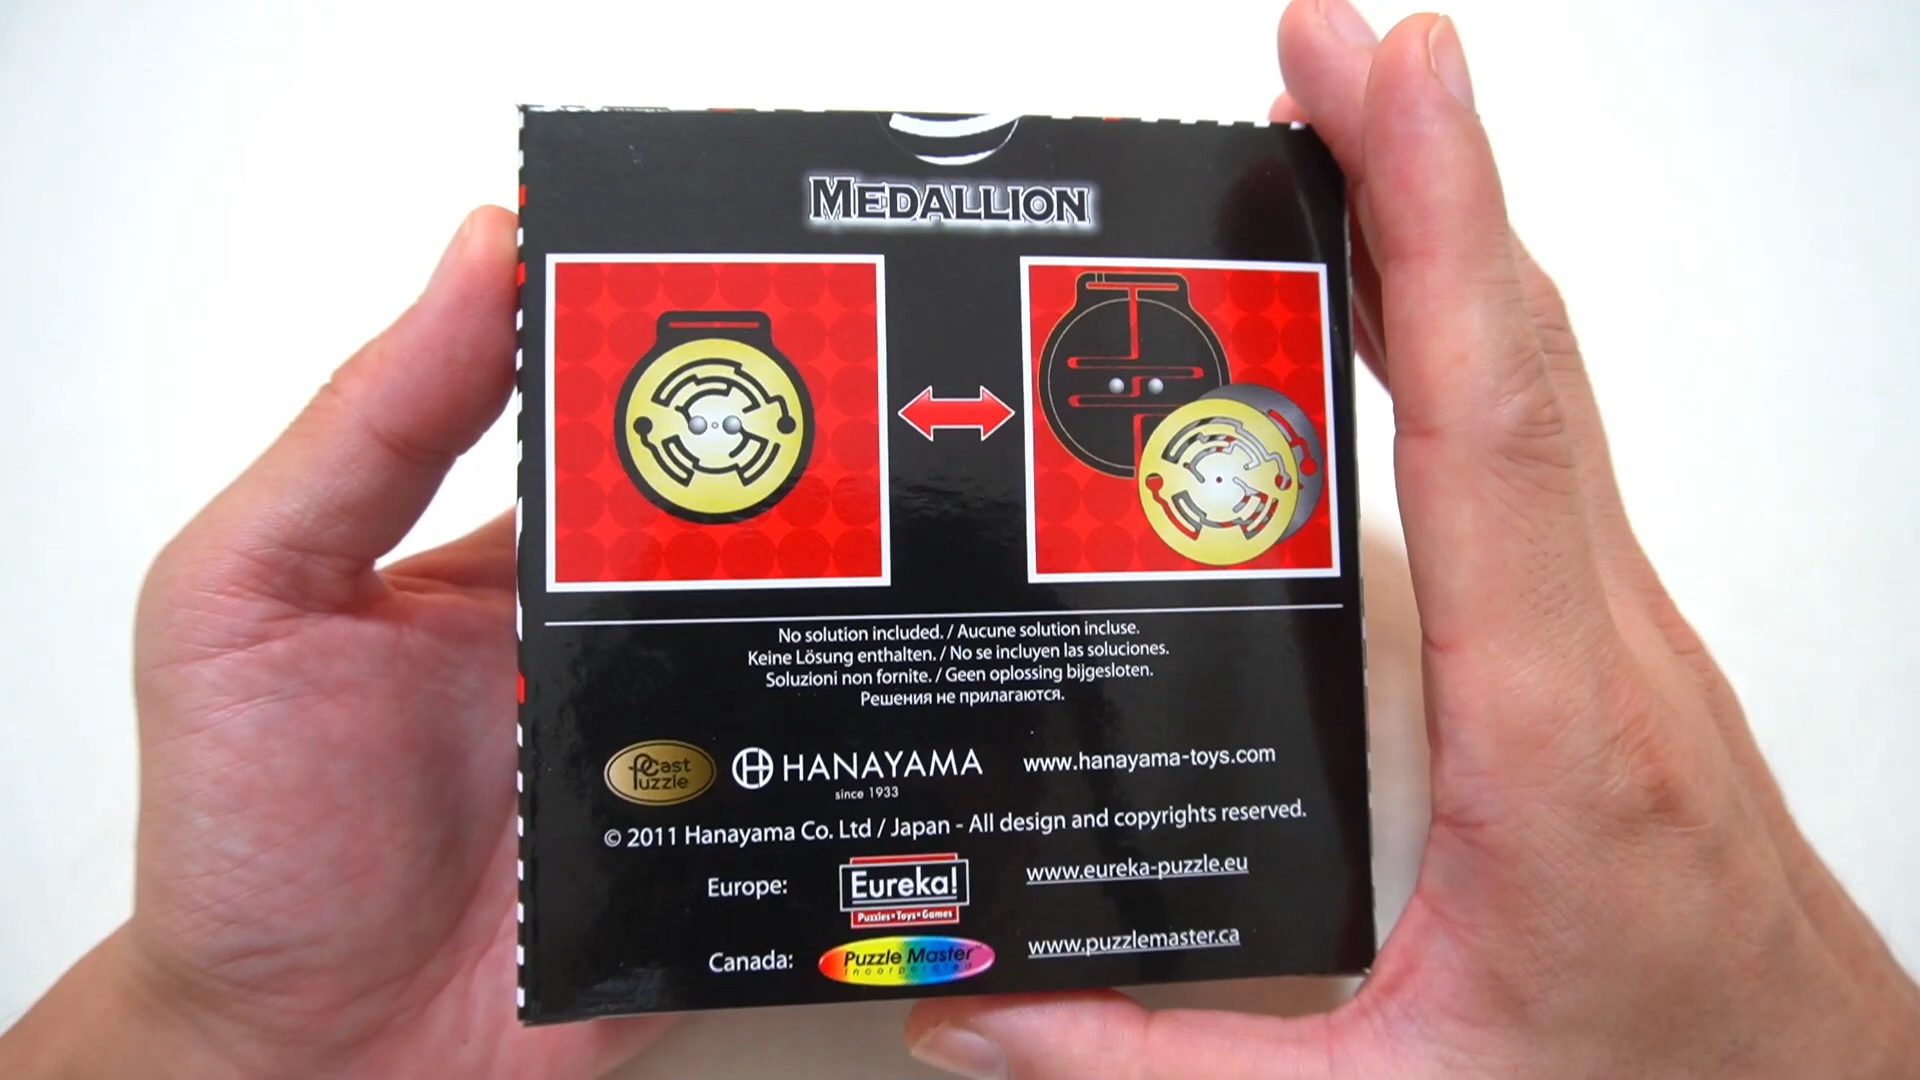 MEDALLION
No solution included. / Aucune solution incluse.
Keine Lösung enthalten. / No se incluyen las soluciones.
Soluzioni non fornite. / Geen oplossing bijgesloten.
Решения не прилагаются.
Cast Puzzle
HANAYAMA
since 1933
www.hanayama-toys.com
© 2011 Hanayama Co. Ltd / Japan - All design and copyrights reserved.
Europe:
Eureka!
Puzzles•Toys•Games
www.eureka-puzzle.eu
Canada:
Puzzle Master™
Incorporated
www.puzzlemaster.ca